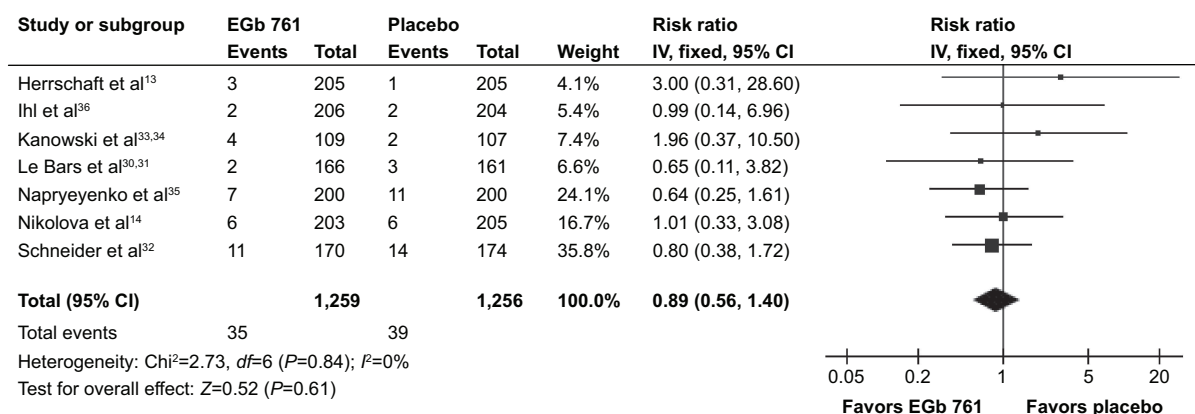 Study or subgroup EGb 761 Placebo Risk ratio Risk ratio
Events Total Events Total Weight IV, fixed, 95% CI IV, fixed, 95% CI
Herrschaft et al¹³ 3 205 1 205 4.1% 3.00 (0.31, 28.60)
Ihl et al³⁶ 2 206 2 204 5.4% 0.99 (0.14, 6.96)
Kanowski et al³³,³⁴ 4 109 2 107 7.4% 1.96 (0.37, 10.50)
Le Bars et al³⁰,³¹ 2 166 3 161 6.6% 0.65 (0.11, 3.82)
Napryeyenko et al³⁵ 7 200 11 200 24.1% 0.64 (0.25, 1.61)
Nikolova et al¹⁴ 6 203 6 205 16.7% 1.01 (0.33, 3.08)
Schneider et al³² 11 170 14 174 35.8% 0.80 (0.38, 1.72)
Total (95% CI) 1,259 1,256 100.0% 0.89 (0.56, 1.40)
Total events 35 39
Heterogeneity: Chi²=2.73, df=6 (P=0.84); I²=0%
Test for overall effect: Z=0.52 (P=0.61)
0.05 0.2 1 5 20
Favors EGb 761 Favors placebo